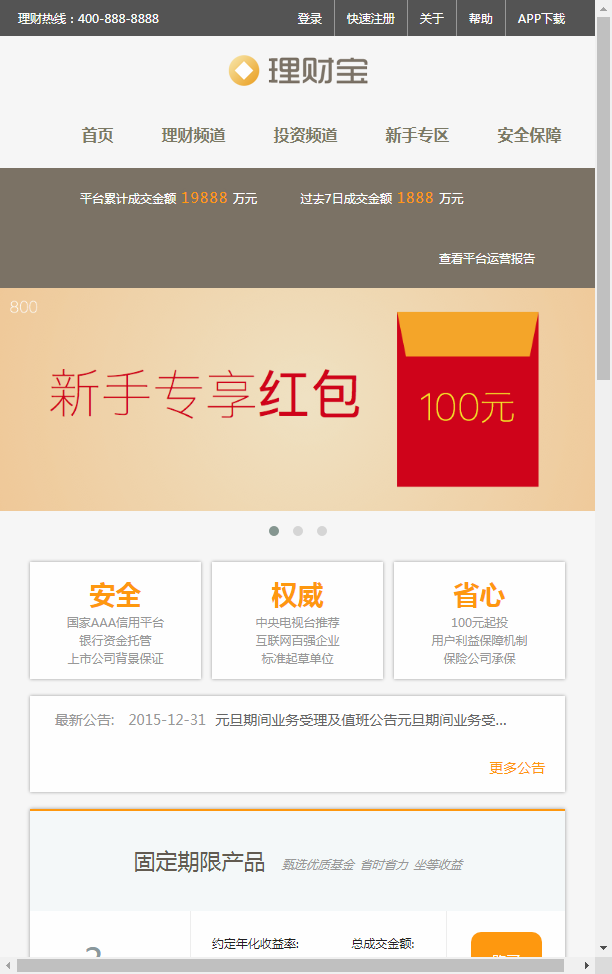 理财热线：400-888-8888 登录 快速注册 关于 帮助 APP下载
理财宝
首页 理财频道 投资频道 新手专区 安全保障
平台累计成交金额 19888 万元 过去7日成交金额 1888 万元
查看平台运营报告
800
新手专享红包
100元
安全 权威 省心
国家AAA信用平台 中央电视台推荐 100元起投
银行资金托管 互联网百强企业 用户利益保障机制
上市公司背景保证 标准起草单位 保险公司承保
最新公告: 2015-12-31 元旦期间业务受理及值班公告元旦期间业务受...
更多公告
固定期限产品 甄选优质基金 省时省力 坐等收益
约定年化收益率: 总成交金额: